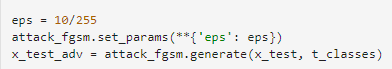 eps = 10/255
attack_fgsm.set_params(**{'eps': eps})
x_test_adv = attack_fgsm.generate(x_test, t_classes)